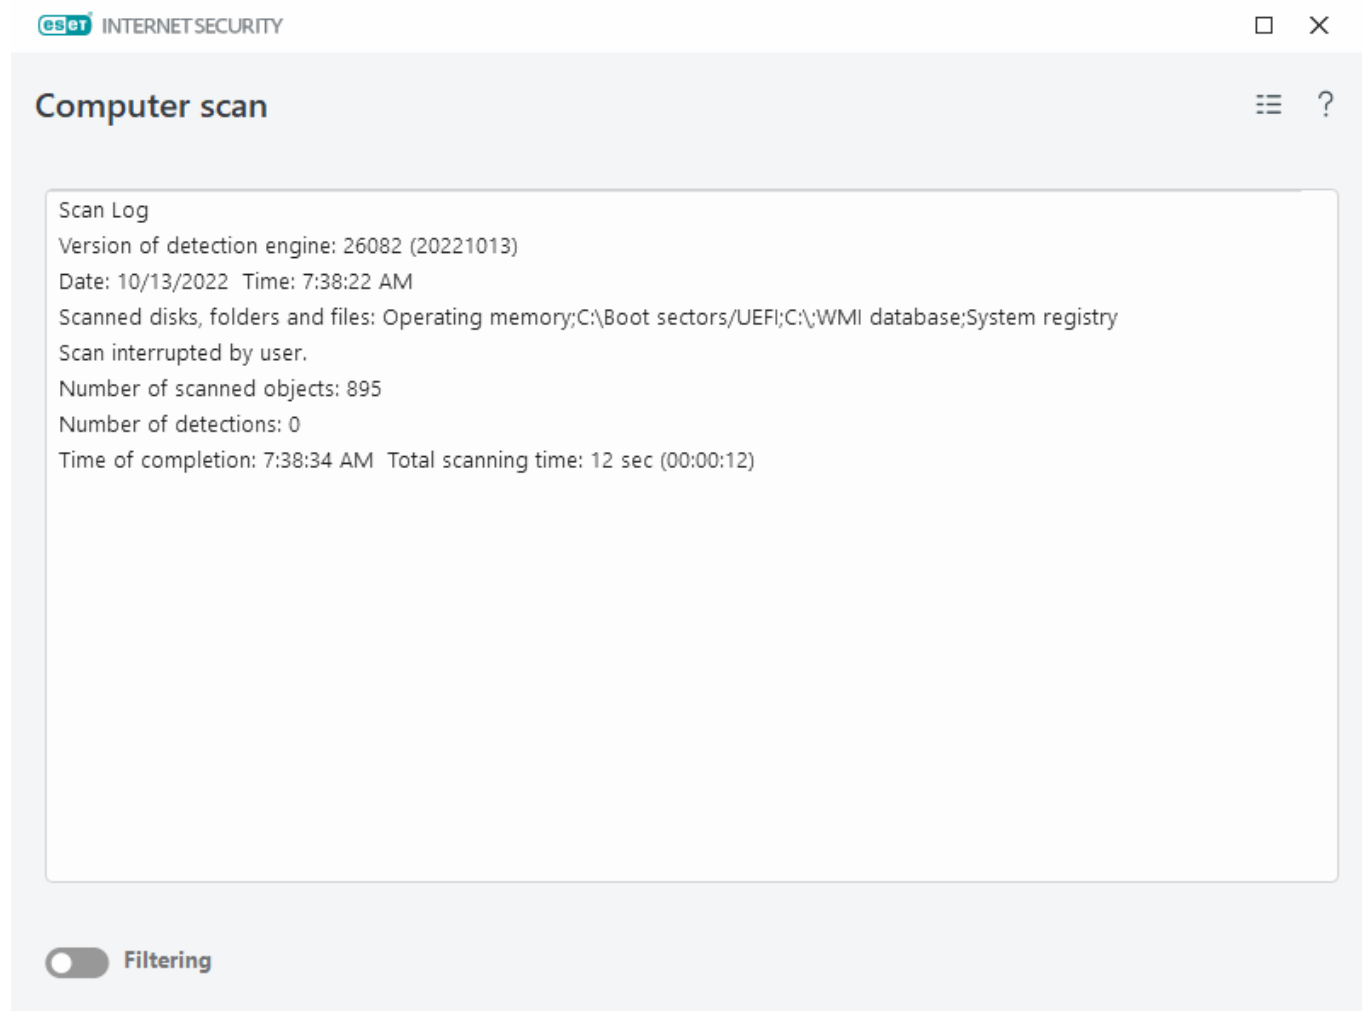 eset INTERNET SECURITY
Computer scan
?
Scan Log
Version of detection engine: 26082 (20221013)
Date: 10/13/2022  Time: 7:38:22 AM
Scanned disks, folders and files: Operating memory;C:\Boot sectors/UEFI;C:\;WMI database;System registry
Scan interrupted by user.
Number of scanned objects: 895
Number of detections: 0
Time of completion: 7:38:34 AM  Total scanning time: 12 sec (00:00:12)
Filtering